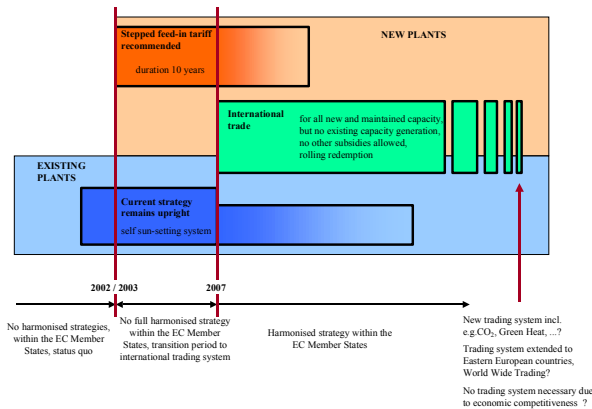 Stepped feed-in tariff
recommended
duration 10 years
NEW PLANTS
International
trade
for all new and maintained capacity,
but no existing capacity generation,
no other subsidies allowed,
rolling redemption
EXISTING
PLANTS
Current strategy
remains upright
self sun-setting system
2002 / 2003
2007
No harmonised strategies,
within the EC Member
States, status quo
No full harmonised strategy
within the EC Member
States, transition period to
international trading system
Harmonised strategy within the
EC Member States
New trading system incl.
e.g.CO₂, Green Heat, ...?
Trading system extended to
Eastern European countries,
World Wide Trading?
No trading system necessary due
to economic competitiveness ?